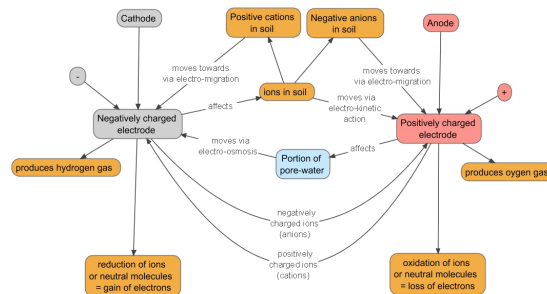 Cathode
Positive cations
in soil
Negative anions
in soil
Anode
moves towards
via electro-migration
moves towards
via electro-migration
-
ions in soil
+
affects
moves via
electro-kinetic
action
Negatively charged
electrode
Positively charged
electrode
moves via
electro-osmosis
Portion of
pore-water
affects
produces hydrogen gas
produces oygen gas
negatively
charged ions
(anions)
positively
charged ions
(cations)
reduction of ions
or neutral molecules
= gain of electrons
oxidation of ions
or neutral molecules
= loss of electrons